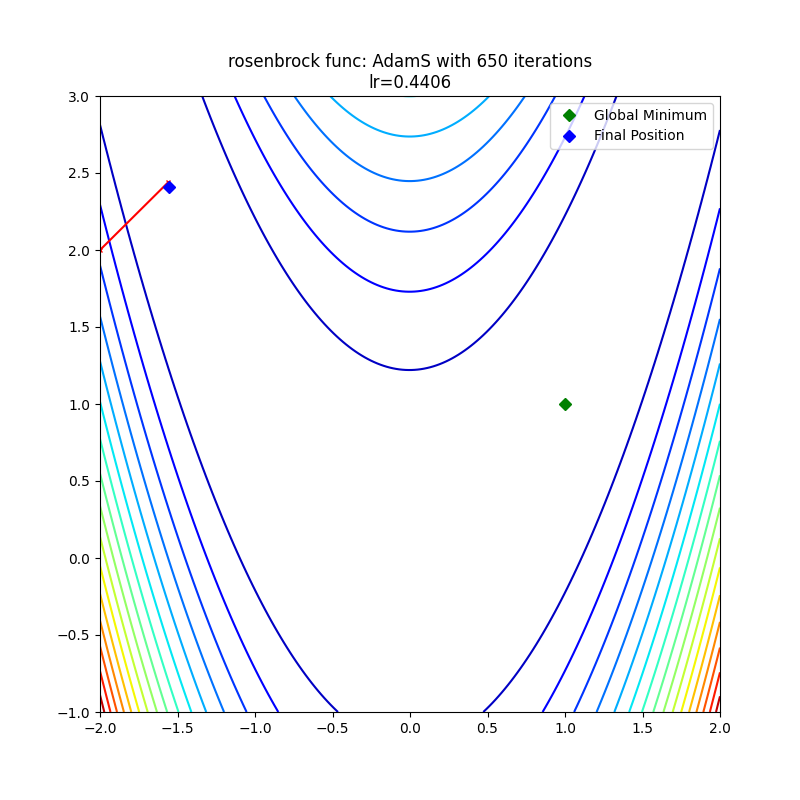 rosenbrock func: AdamS with 650 iterations
lr=0.4406
Global Minimum
Final Position
3.0
2.5
2.0
1.5
1.0
0.5
0.0
−0.5
−1.0
−2.0 −1.5 −1.0 −0.5 0.0 0.5 1.0 1.5 2.0